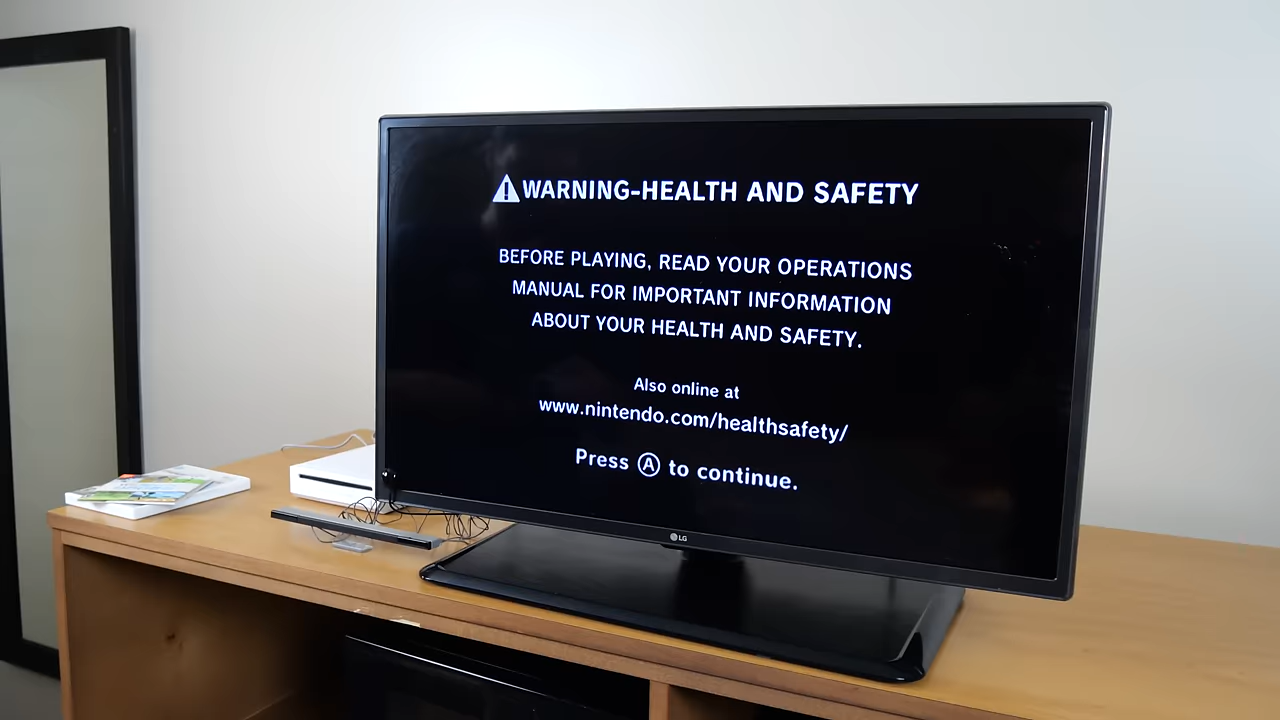 WARNING-HEALTH AND SAFETY
BEFORE PLAYING, READ YOUR OPERATIONS
MANUAL FOR IMPORTANT INFORMATION
ABOUT YOUR HEALTH AND SAFETY.
Also online at
www.nintendo.com/healthsafety/
Press A to continue.
LG